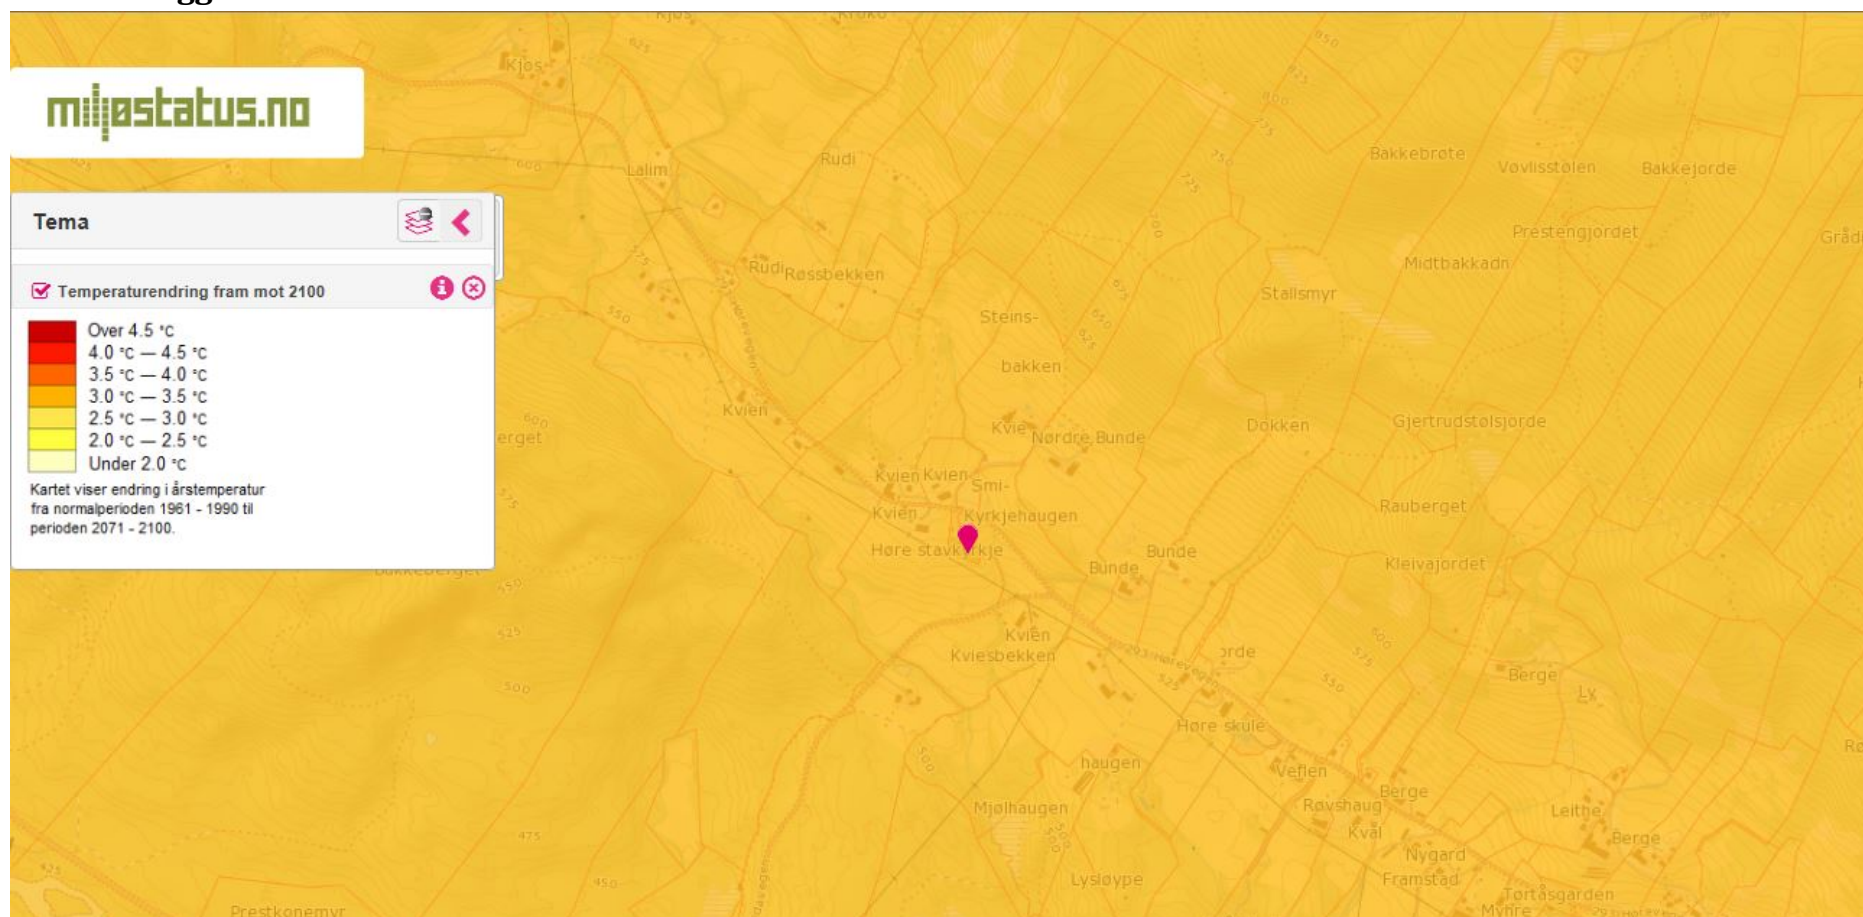 Kjos
miljøstatus.no
Lalim
Rudi
Bakkebrøte
Vøvlisstølen
Bakkejorde
Tema
Prestengjordet
Midtbakkadn
Rudi
Røssbekken
Temperaturendring fram mot 2100
Stallsmyr
Steins-
bakken
Over 4.5 °C
4.0 °C — 4.5 °C
3.5 °C — 4.0 °C
3.0 °C — 3.5 °C
2.5 °C — 3.0 °C
2.0 °C — 2.5 °C
Under 2.0 °C
Kartet viser endring i årstemperatur
fra normalperioden 1961 - 1990 til
perioden 2071 - 2100.
Kvien
Kvie
Nørdre Bunde
Dokken
Gjertrudstølsjorde
Kvien Kvien
Smi-
Kvien
Kyrkjehaugen
Rauberget
Høre stavkyrkje
Bunde
Bunde
Kleivajordet
Kvien
Kviesbekken
Berge
Høre skule
haugen
Veflen
Mjølhaugen
Røvshaug
Berge
Leithe
Kval
Berge
Nygard
Lysløype
Framstad
Tørtåsgarden
Prestkonemyr
Myhre